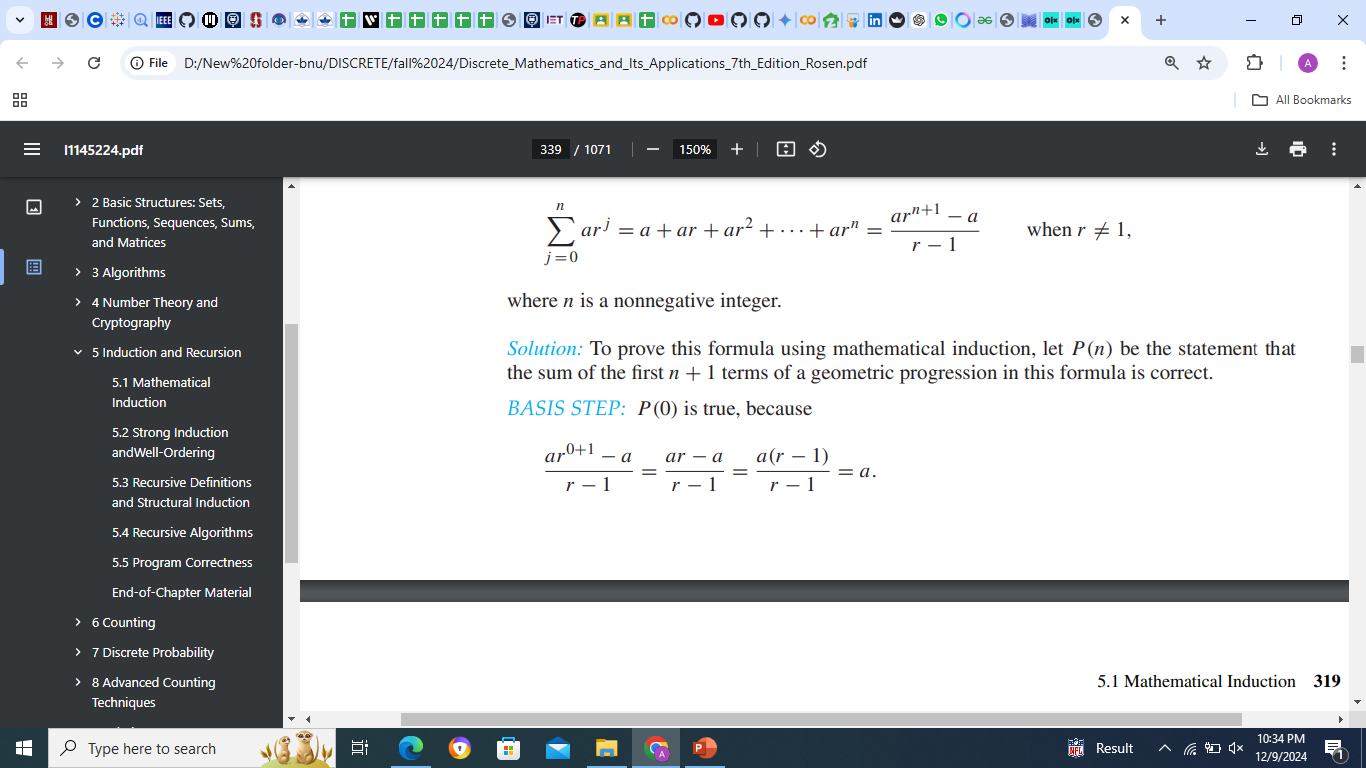 File
D:/New%20folder-bnu/DISCRETE/fall%2024/Discrete_Mathematics_and_Its_Applications_7th_Edition_Rosen.pdf
A
All Bookmarks
l1145224.pdf
339 / 1071
150%
2 Basic Structures: Sets,
Functions, Sequences, Sums,
and Matrices
3 Algorithms
4 Number Theory and
Cryptography
5 Induction and Recursion
5.1 Mathematical
Induction
5.2 Strong Induction
andWell-Ordering
5.3 Recursive Definitions
and Structural Induction
5.4 Recursive Algorithms
5.5 Program Correctness
End-of-Chapter Material
6 Counting
7 Discrete Probability
8 Advanced Counting
Techniques
∑_{j=0}^{n} ar^j = a + ar + ar^2 + ··· + ar^n = (ar^{n+1} − a)/(r − 1) when r ≠ 1,
where n is a nonnegative integer.
Solution: To prove this formula using mathematical induction, let P(n) be the statement that
the sum of the first n + 1 terms of a geometric progression in this formula is correct.
BASIS STEP: P(0) is true, because
(ar^{0+1} − a)/(r − 1) = (ar − a)/(r − 1) = a(r − 1)/(r − 1) = a.
5.1 Mathematical Induction 319
Type here to search
Result
10:34 PM
12/9/2024
1